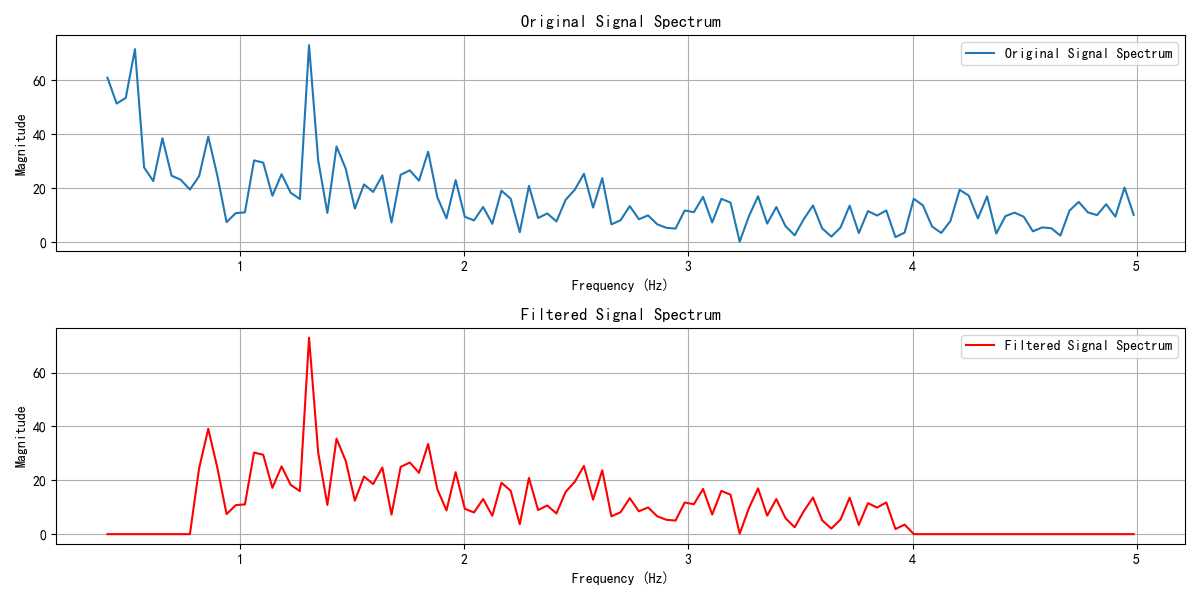 Original Signal Spectrum
Original Signal Spectrum
Magnitude
60
40
20
0
1 2 3 4 5
Frequency (Hz)
Filtered Signal Spectrum
Filtered Signal Spectrum
Magnitude
60
40
20
0
1 2 3 4 5
Frequency (Hz)